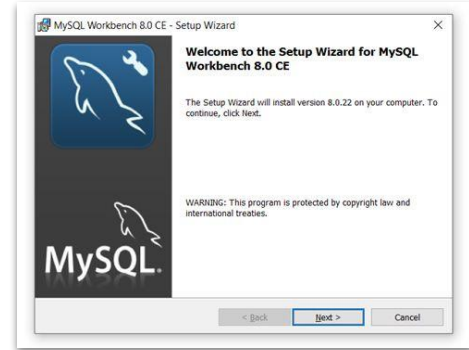 MySQL Workbench 8.0 CE - Setup Wizard
Welcome to the Setup Wizard for MySQL
Workbench 8.0 CE
The Setup Wizard will install version 8.0.22 on your computer. To
continue, click Next.
WARNING: This program is protected by copyright law and
international treaties.
MySQL.
< Back
Next >
Cancel